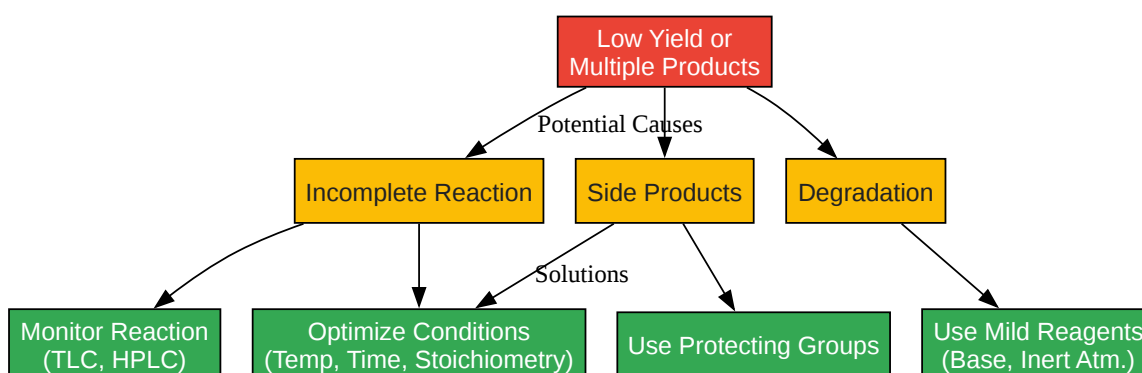 Low Yield or
Multiple Products
Potential Causes
Incomplete Reaction
Side Products
Degradation
Solutions
Monitor Reaction
(TLC, HPLC)
Optimize Conditions
(Temp, Time, Stoichiometry)
Use Protecting Groups
Use Mild Reagents
(Base, Inert Atm.)